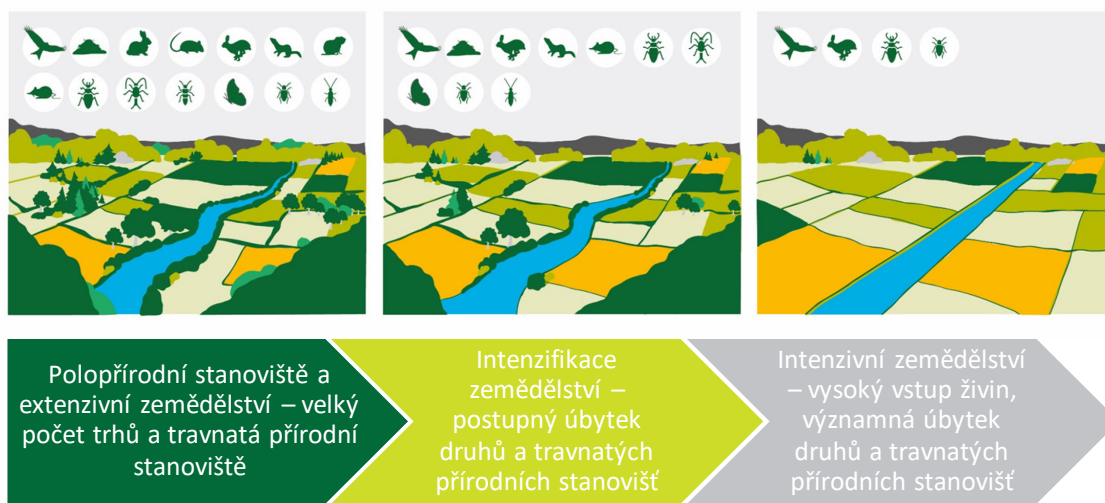 Polopřírodní stanoviště a
extenzivní zemědělství – velký
počet trhů a travnatá přírodní
stanoviště
Intenzifikace
zemědělství –
postupný úbytek
druhů a travnatých
přírodních stanovišť
Intenzivní zemědělství
– vysoký vstup živin,
významná úbytek
druhů a travnatých
přírodních stanovišť